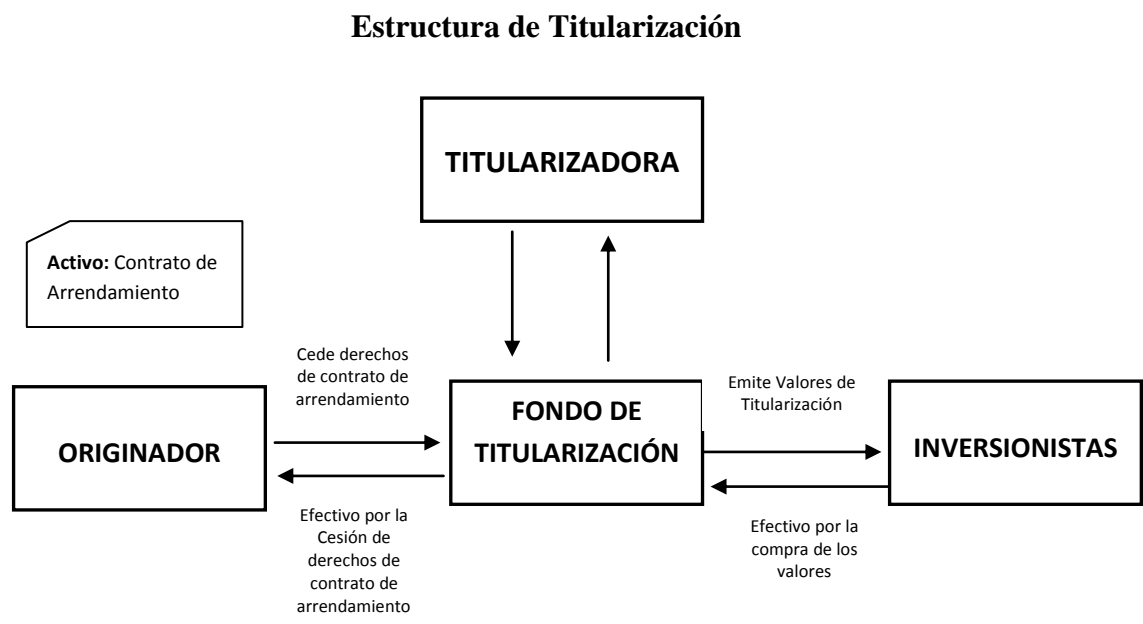 Estructura de Titularización
TITULARIZADORA
Activo: Contrato de
Arrendamiento
Cede derechos
de contrato de
arrendamiento
Emite Valores de
Titularización
ORIGINADOR
FONDO DE
TITULARIZACIÓN
INVERSIONISTAS
Efectivo por la
Cesión de
derechos de
contrato de
arrendamiento
Efectivo por la
compra de los
valores